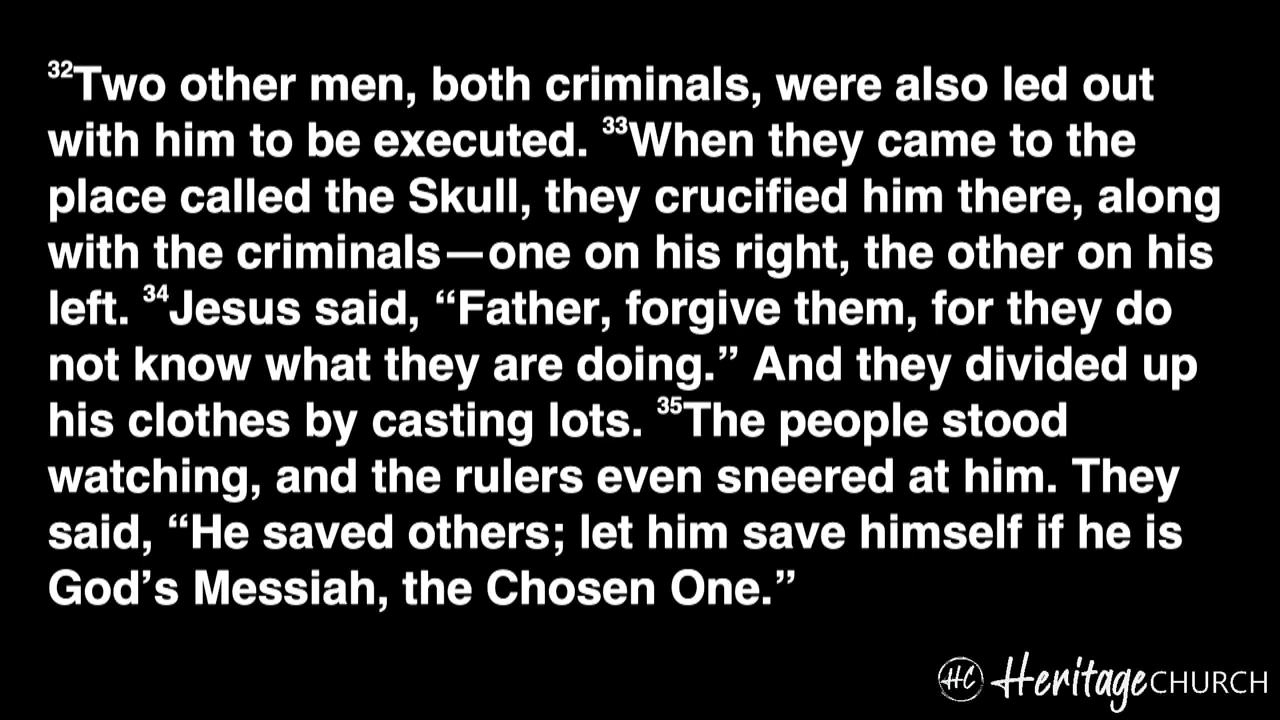 ³²Two other men, both criminals, were also led out
with him to be executed. ³³When they came to the
place called the Skull, they crucified him there, along
with the criminals—one on his right, the other on his
left. ³⁴Jesus said, “Father, forgive them, for they do
not know what they are doing.” And they divided up
his clothes by casting lots. ³⁵The people stood
watching, and the rulers even sneered at him. They
said, “He saved others; let him save himself if he is
God’s Messiah, the Chosen One.”
HC Heritage CHURCH